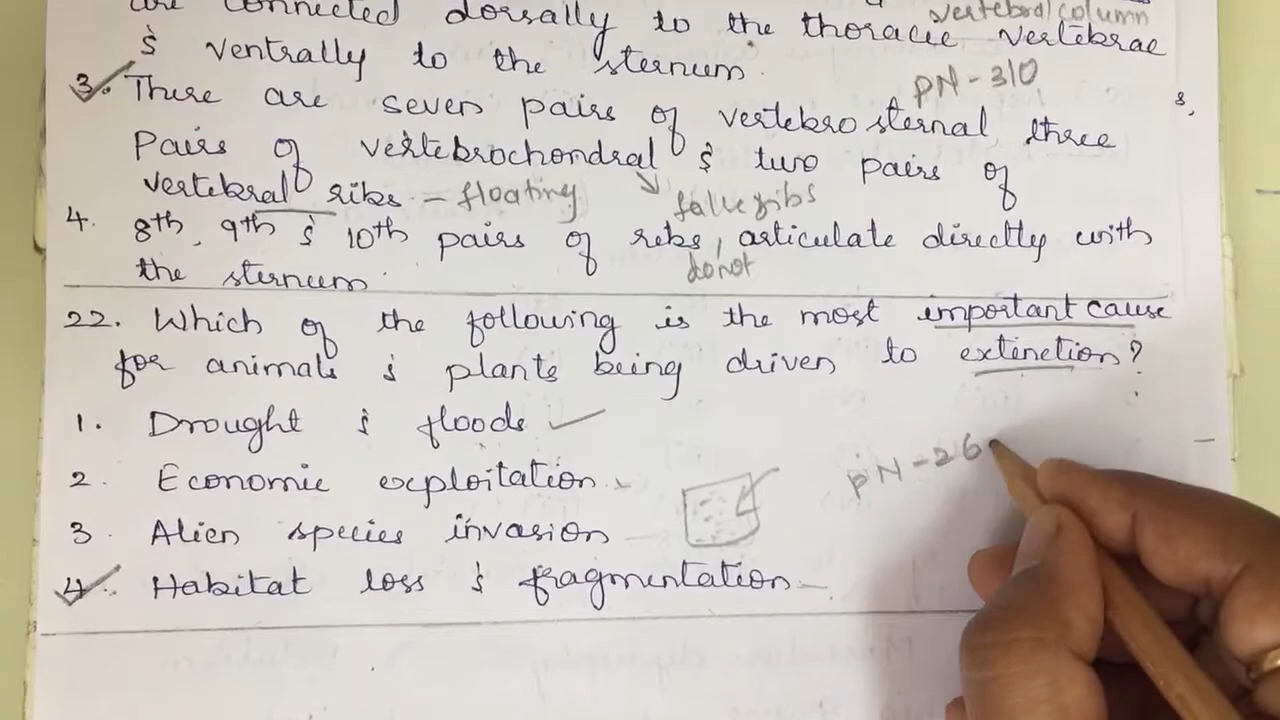 are connected dorsally to the thoracic vertebrae
vertebral column
& ventrally to the sternum.
PN-310
3. There are seven pairs of vertebrosternal, three
Pairs of vertebrochondral & two pairs of
vertebral ribs - floating
false ribs
4. 8th, 9th & 10th pairs of ribs, articulate directly with
do not
the sternum.
22. Which of the following is the most important cause
for animals & plants being driven to extinction?
1. Drought & floods
2. Economic exploitation
PN-26
3. Alien species invasion
4. Habitat loss & fragmentation